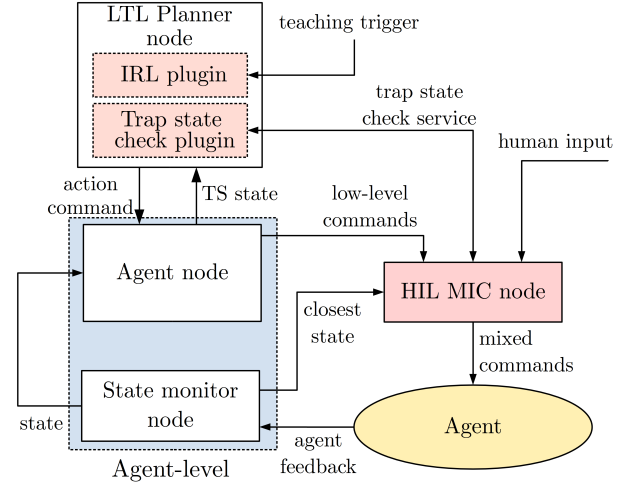 LTL Planner
node
teaching trigger
IRL plugin
trap state
check service
Trap state
check plugin
human input
action
command
TS state
low-level
commands
Agent node
HIL MIC node
closest
state
mixed
commands
State monitor
node
state
Agent
agent
feedback
Agent-level